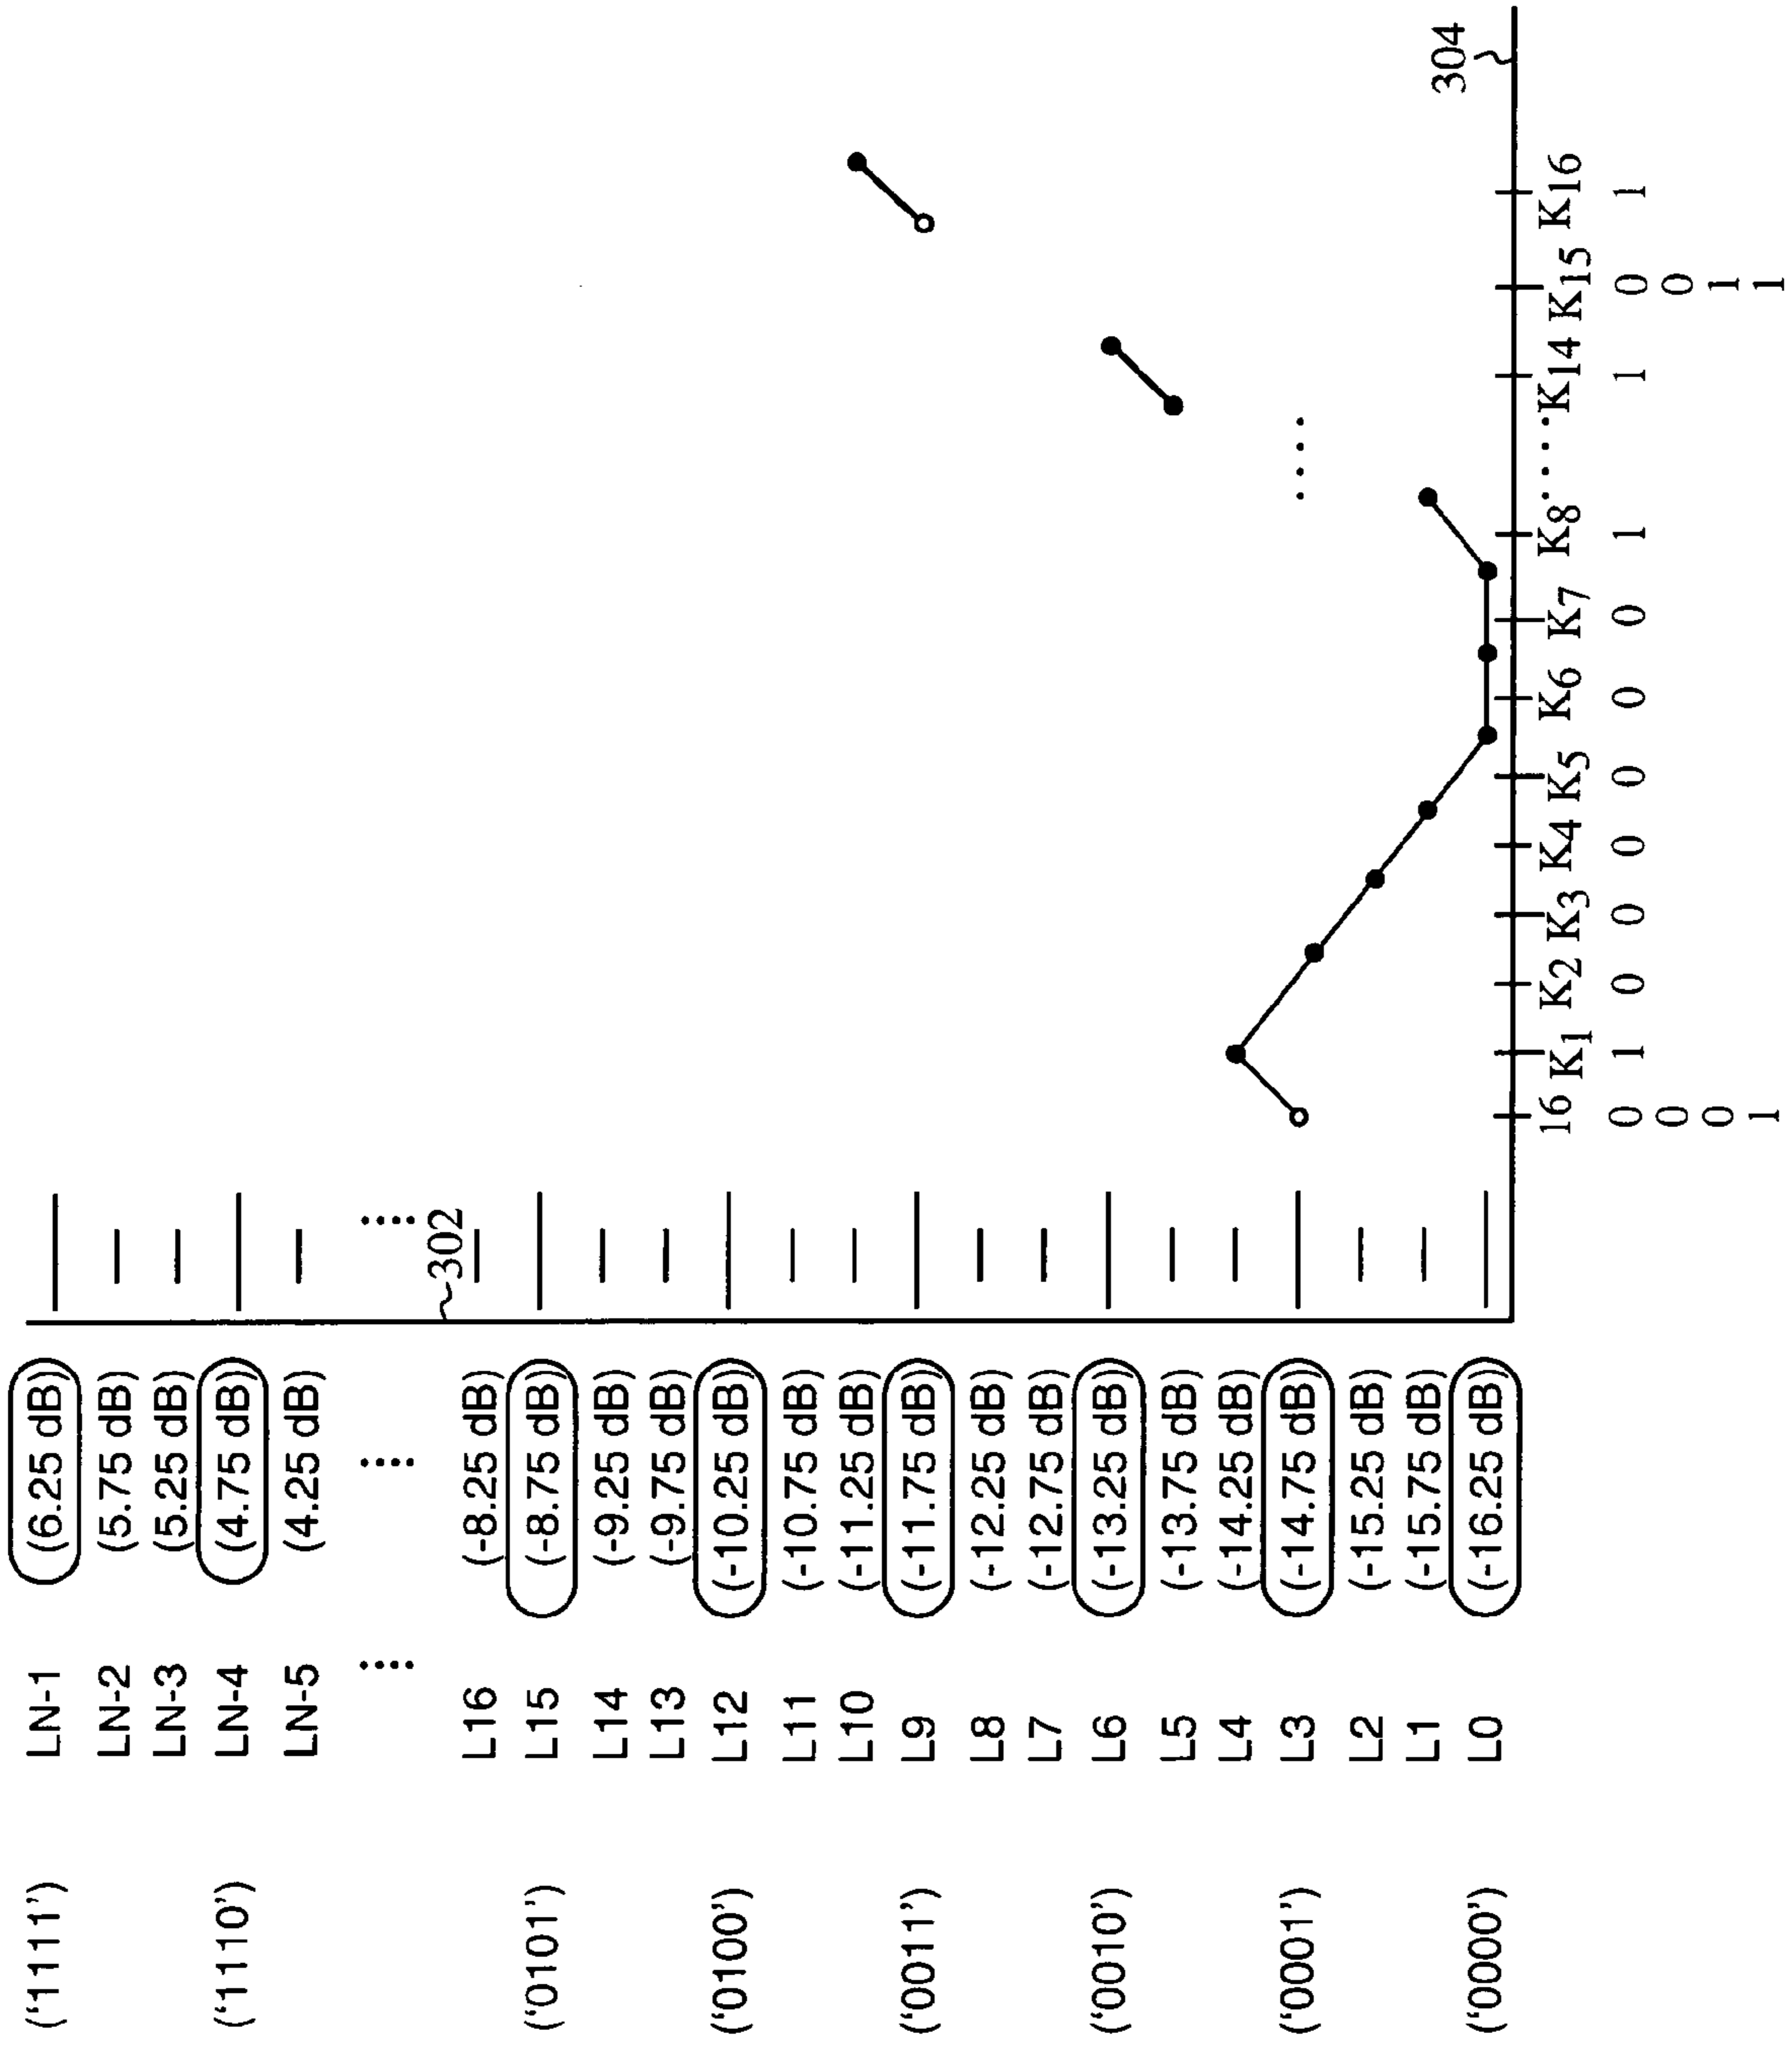 ('1111') LN-1 (6.25 dB)
LN-2 (5.75 dB)
LN-3 (5.25 dB)
('1110') LN-4 (4.75 dB)
LN-5 (4.25 dB)
.... ....  ....
302
L16 (-8.25 dB)
('0101') L15 (-8.75 dB)
L14 (-9.25 dB)
L13 (-9.75 dB)
('0100') L12 (-10.25 dB)
L11 (-10.75 dB)
L10 (-11.25 dB)
('0011') L9 (-11.75 dB)
L8 (-12.25 dB)
L7 (-12.75 dB)
('0010') L6 (-13.25 dB)
L5 (-13.75 dB)
L4 (-14.25 dB)
('0001') L3 (-14.75 dB)
....
L2 (-15.25 dB)
L1 (-15.75 dB)
('0000') L0 (-16.25 dB)
304
16 K1 K2 K3 K4 K5 K6 K7 K8 .... K14 K15 K16
0 1 0 0 0 0 0 0 1 1 0 1
0 0
0 1
1 1